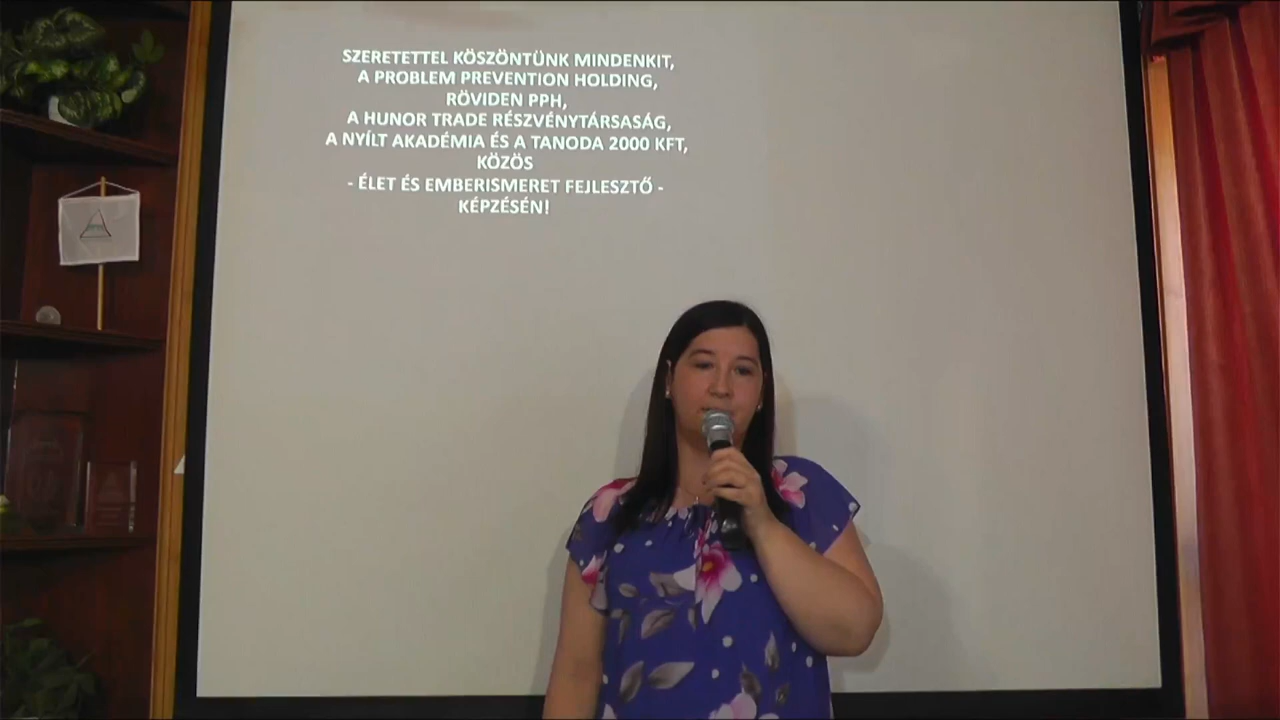 SZERETETTEL KÖSZÖNTÜNK MINDENKIT,
A PROBLEM PREVENTION HOLDING,
RÖVIDEN PPH,
A HUNOR TRADE RÉSZVÉNYTÁRSASÁG,
A NYÍLT AKADÉMIA ÉS A TANODA 2000 KFT,
KÖZÖS
- ÉLET ÉS EMBERISMERET FEJLESZTŐ -
KÉPZÉSÉN!